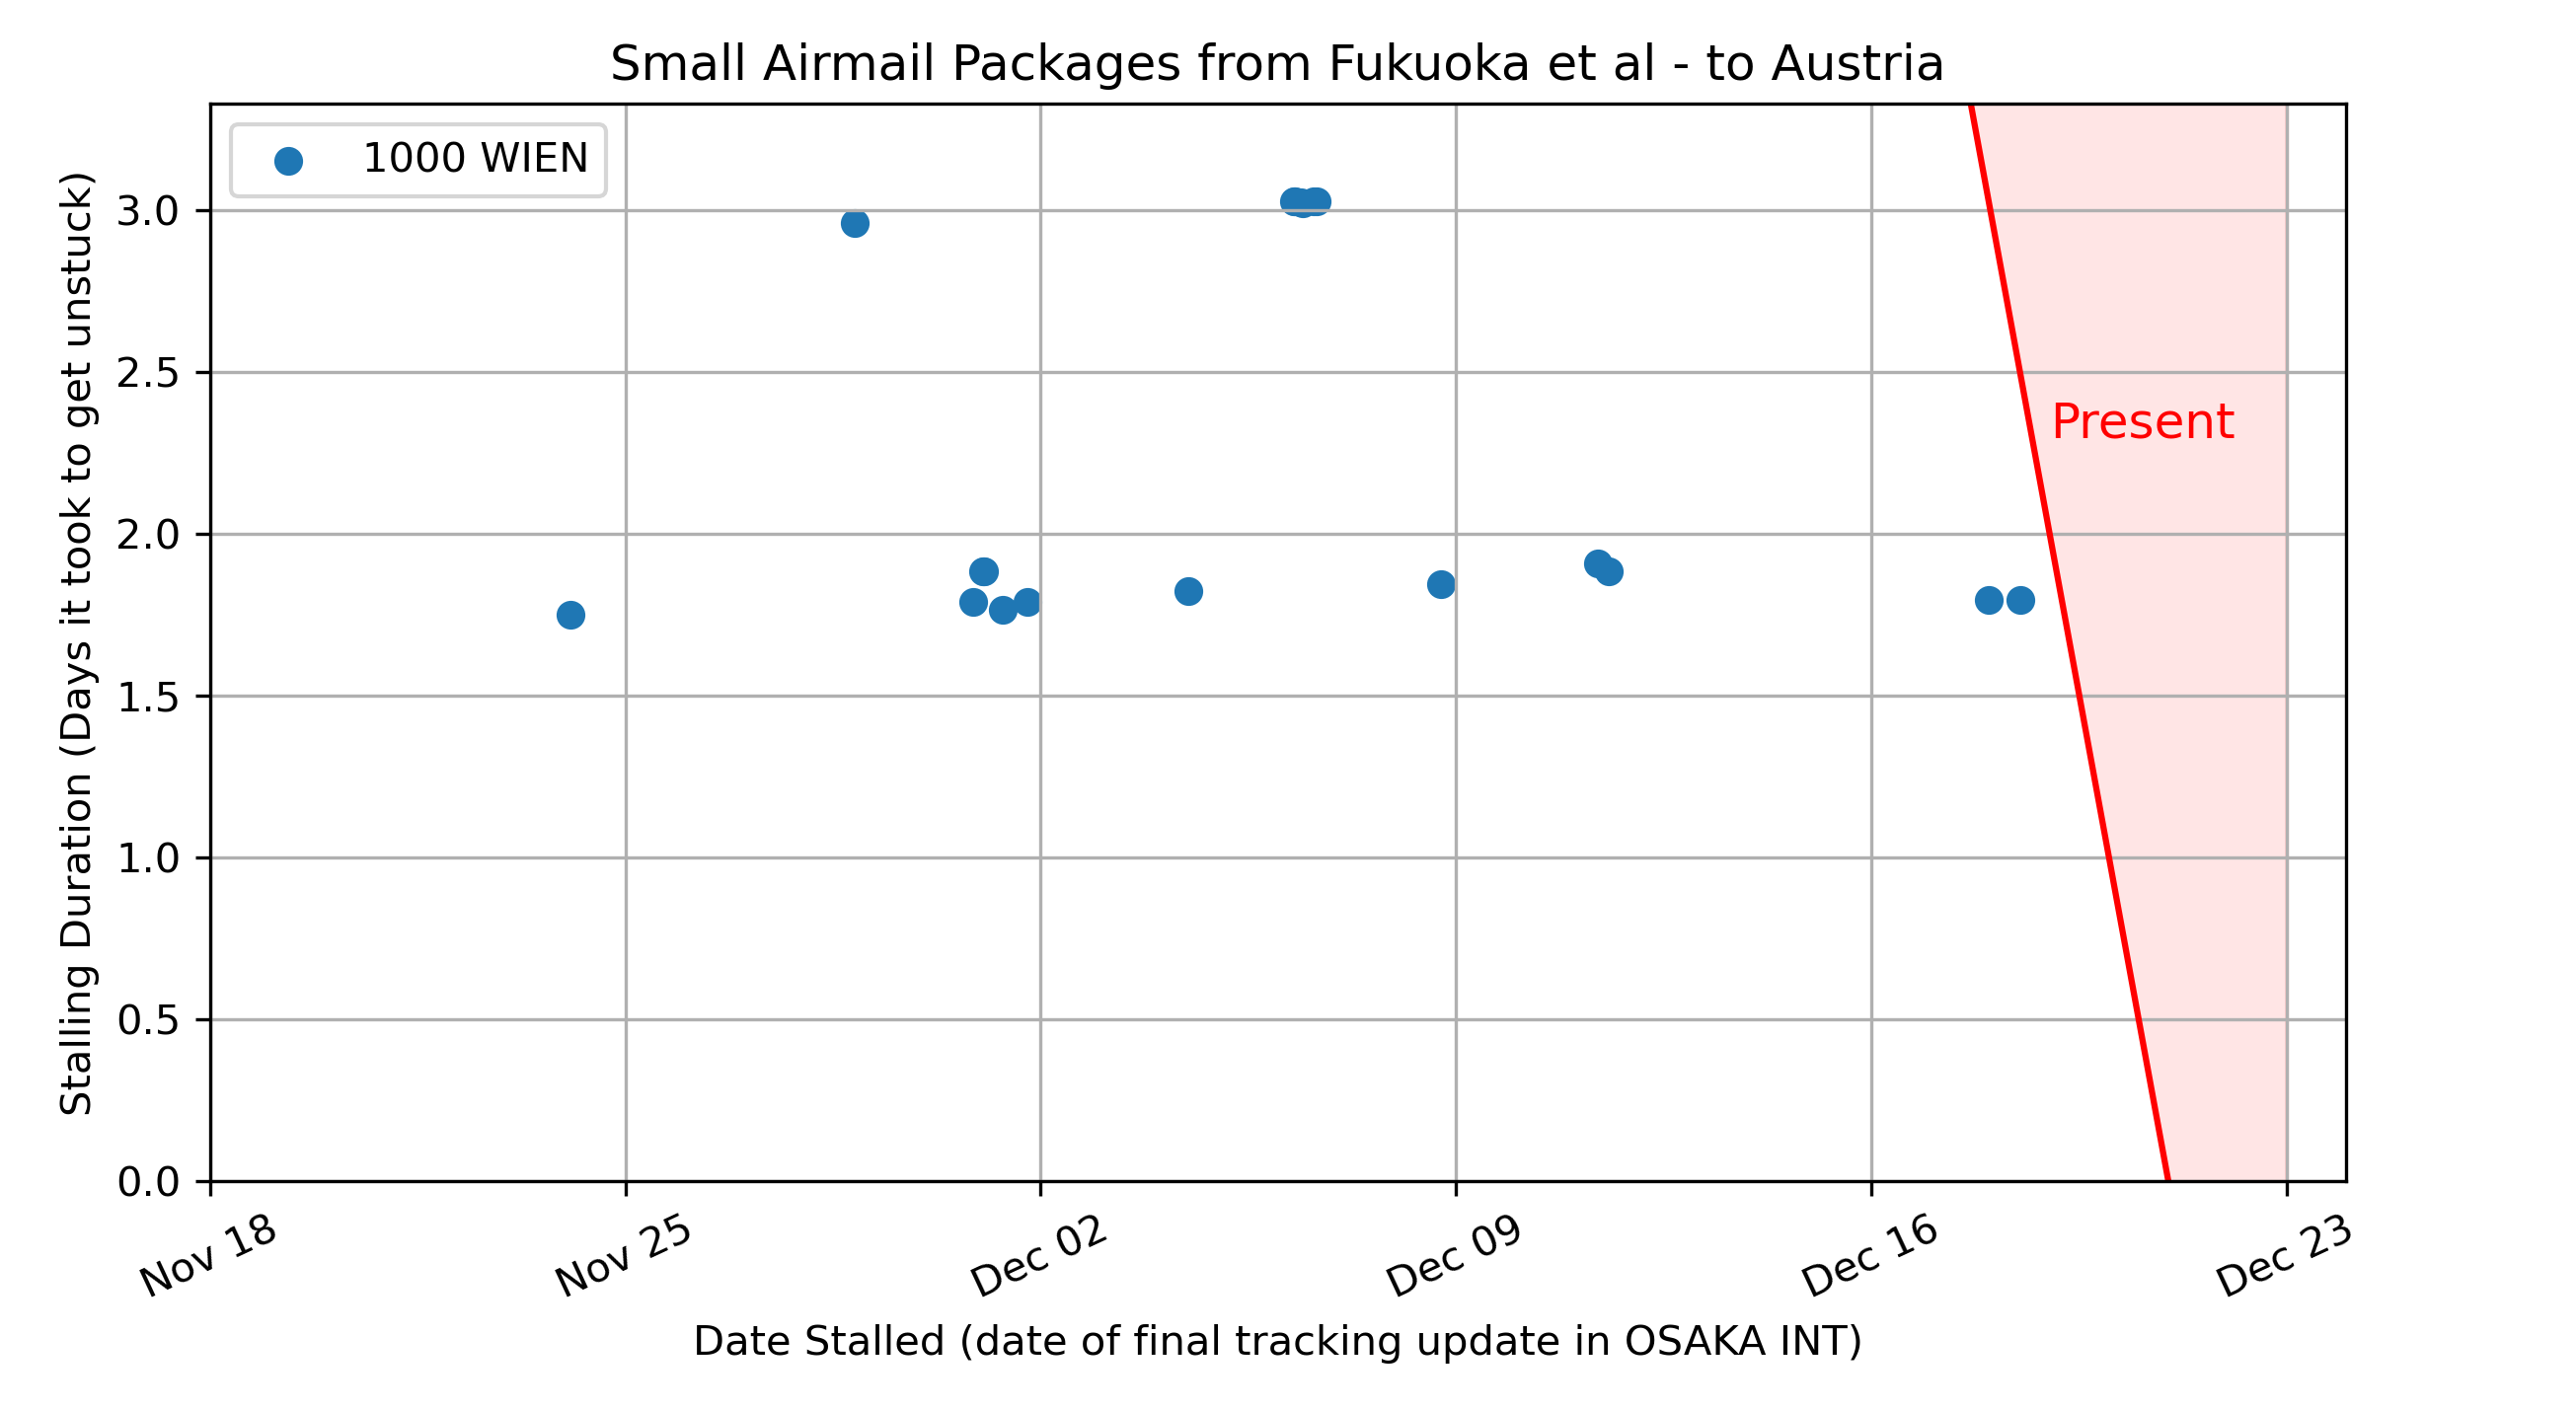 Small Airmail Packages from Fukuoka et al - to Austria
1000 WIEN
Stalling Duration (Days it took to get unstuck)
3.0
2.5
2.0
1.5
1.0
0.5
0.0
Present
Nov 18
Nov 25
Dec 02
Dec 09
Dec 16
Dec 23
Date Stalled (date of final tracking update in OSAKA INT)